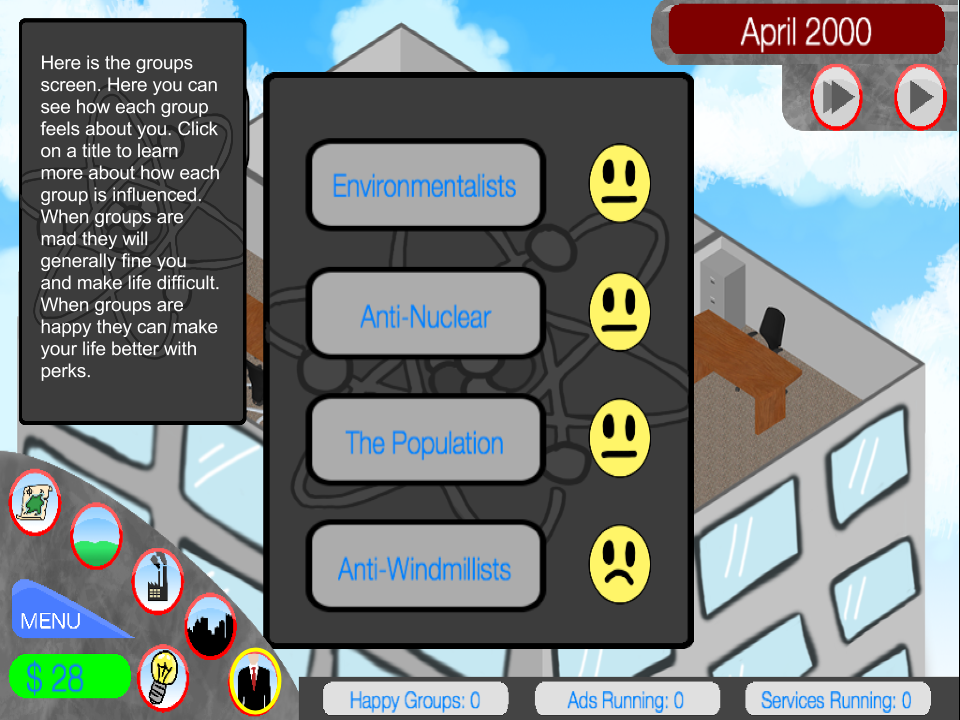 Here is the groups
screen. Here you can
see how each group
feels about you. Click
on a title to learn
more about how each
group is influenced.
When groups are
mad they will
generally fine you
and make life difficult.
When groups are
happy they can make
your life better with
perks.
April 2000
Environmentalists
Anti-Nuclear
The Population
Anti-Windmillists
MENU
$ 28
Happy Groups: 0
Ads Running: 0
Services Running: 0